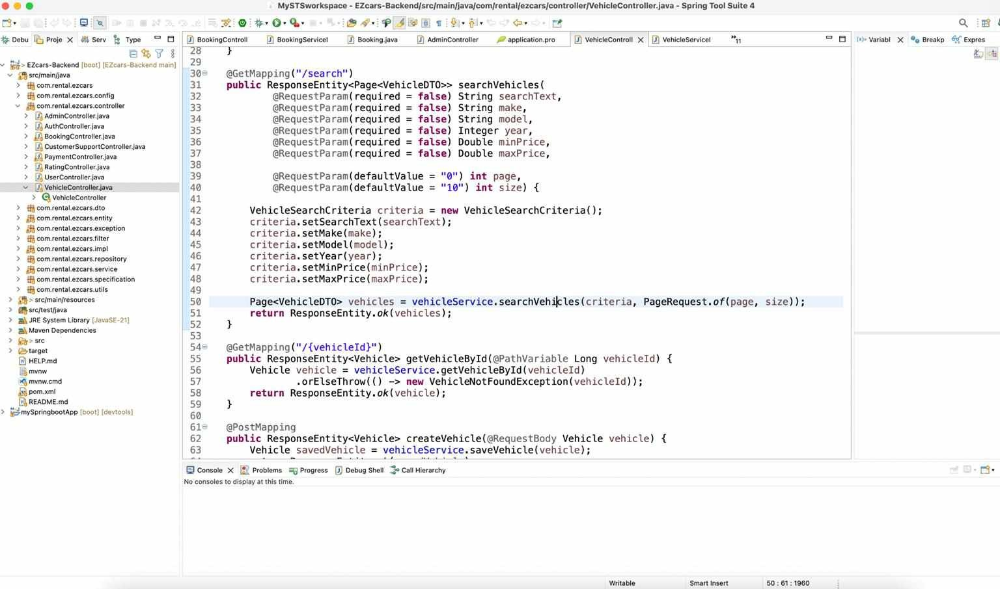 MySTSworkspace - EZcars-Backend/src/main/java/com/rental/ezcars/controller/VehicleController.java - Spring Tool Suite 4
Debu
Proje
Serv
Type
BookingControll
BookingServiceI
Booking.java
AdminController
application.pro
VehicleControll
VehicleServiceI
»11
(x)= Variabl
Breakp
Expres
> EZcars-Backend [boot] [EZcars-Backend main]
src/main/java
com.rental.ezcars
com.rental.ezcars.config
com.rental.ezcars.controller
AdminController.java
AuthController.java
BookingController.java
CustomerSupportController.java
PaymentController.java
RatingController.java
UserController.java
VehicleController.java
VehicleController
com.rental.ezcars.dto
com.rental.ezcars.entity
com.rental.ezcars.exception
com.rental.ezcars.filter
com.rental.ezcars.impl
com.rental.ezcars.repository
com.rental.ezcars.service
com.rental.ezcars.specification
com.rental.ezcars.utils
> src/main/resources
src/test/java
JRE System Library [JavaSE-21]
Maven Dependencies
> src
target
HELP.md
mvnw
mvnw.cmd
pom.xml
README.md
mySpringbootApp [boot] [devtools]
28 }
29
30 @GetMapping("/search")
31 public ResponseEntity<Page<VehicleDTO>> searchVehicles(
32 @RequestParam(required = false) String searchText,
33 @RequestParam(required = false) String make,
34 @RequestParam(required = false) String model,
35 @RequestParam(required = false) Integer year,
36 @RequestParam(required = false) Double minPrice,
37 @RequestParam(required = false) Double maxPrice,
38
39 @RequestParam(defaultValue = "0") int page,
40 @RequestParam(defaultValue = "10") int size) {
41
42 VehicleSearchCriteria criteria = new VehicleSearchCriteria();
43 criteria.setSearchText(searchText);
44 criteria.setMake(make);
45 criteria.setModel(model);
46 criteria.setYear(year);
47 criteria.setMinPrice(minPrice);
48 criteria.setMaxPrice(maxPrice);
49
50 Page<VehicleDTO> vehicles = vehicleService.searchVehicles(criteria, PageRequest.of(page, size));
51 return ResponseEntity.ok(vehicles);
52 }
53
54 @GetMapping("/{vehicleId}")
55 public ResponseEntity<Vehicle> getVehicleById(@PathVariable Long vehicleId) {
56 Vehicle vehicle = vehicleService.getVehicleById(vehicleId)
57 .orElseThrow(() -> new VehicleNotFoundException(vehicleId));
58 return ResponseEntity.ok(vehicle);
59 }
60
61 @PostMapping
62 public ResponseEntity<Vehicle> createVehicle(@RequestBody Vehicle vehicle) {
63 Vehicle savedVehicle = vehicleService.saveVehicle(vehicle);
Console
Problems
Progress
Debug Shell
Call Hierarchy
No consoles to display at this time.
Writable
Smart Insert
50 : 61 : 1960